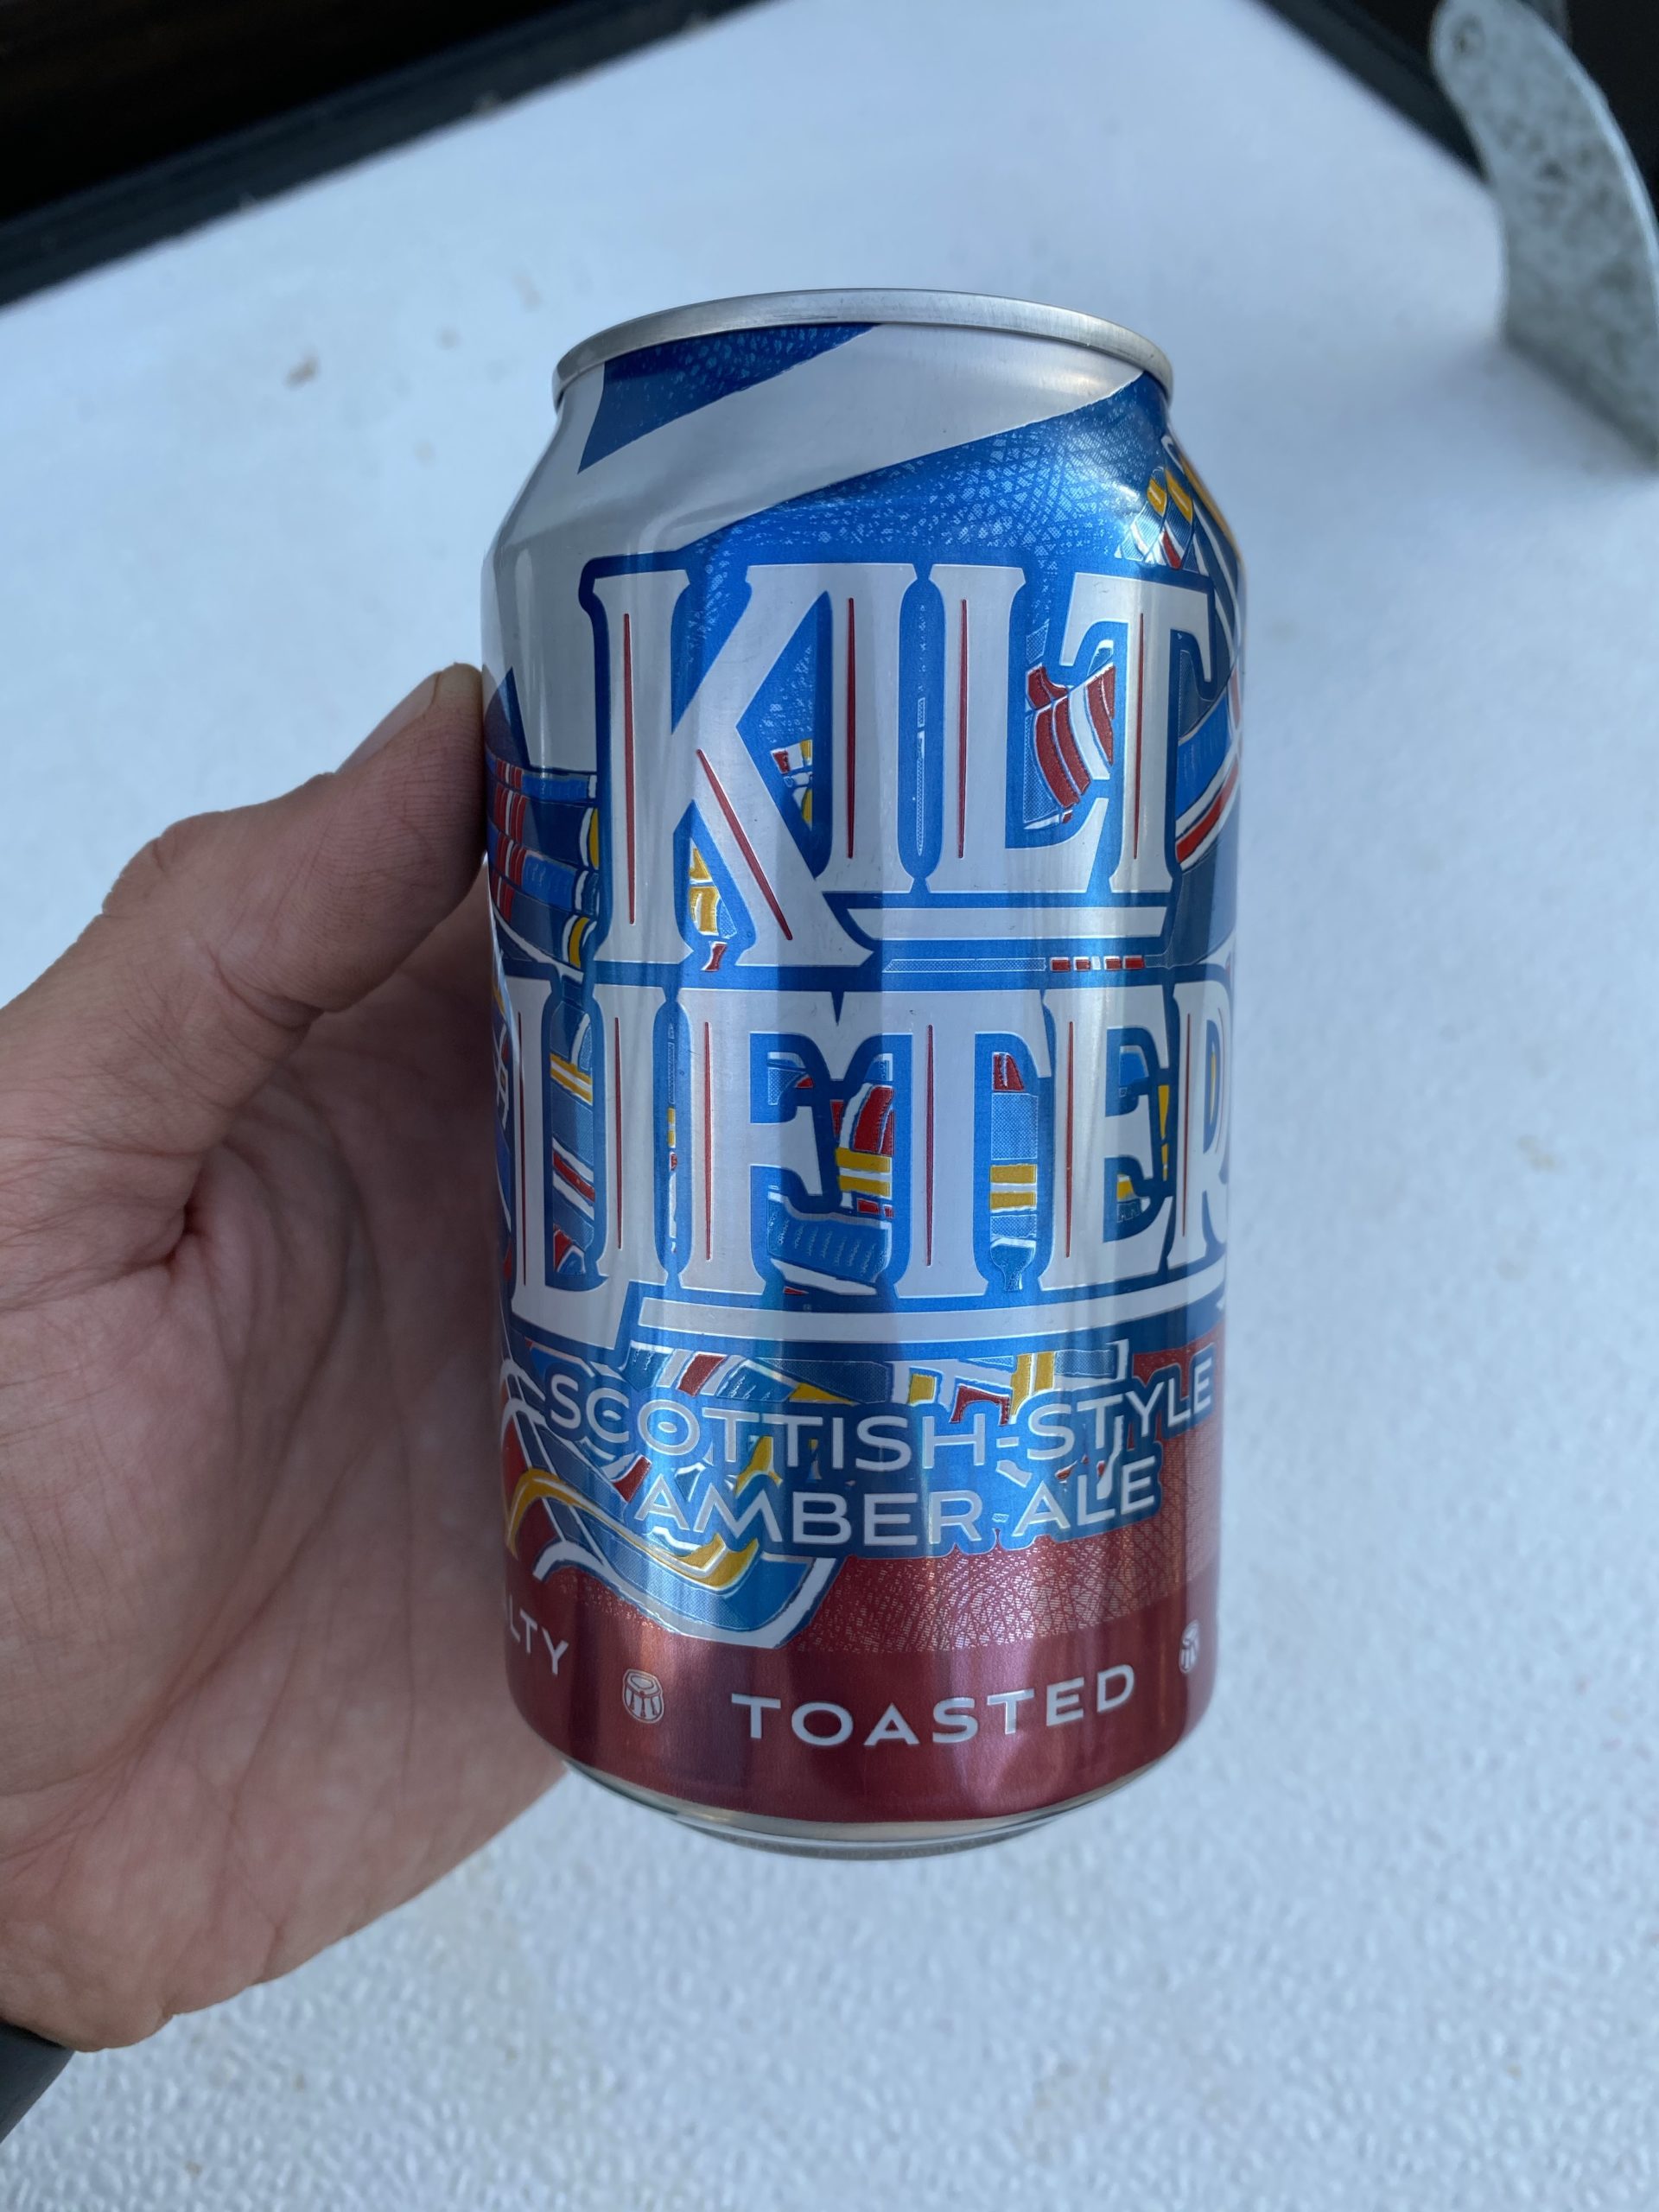 KILT
LIFTER
SCOTTISH-STYLE
AMBER ALE
TOASTED